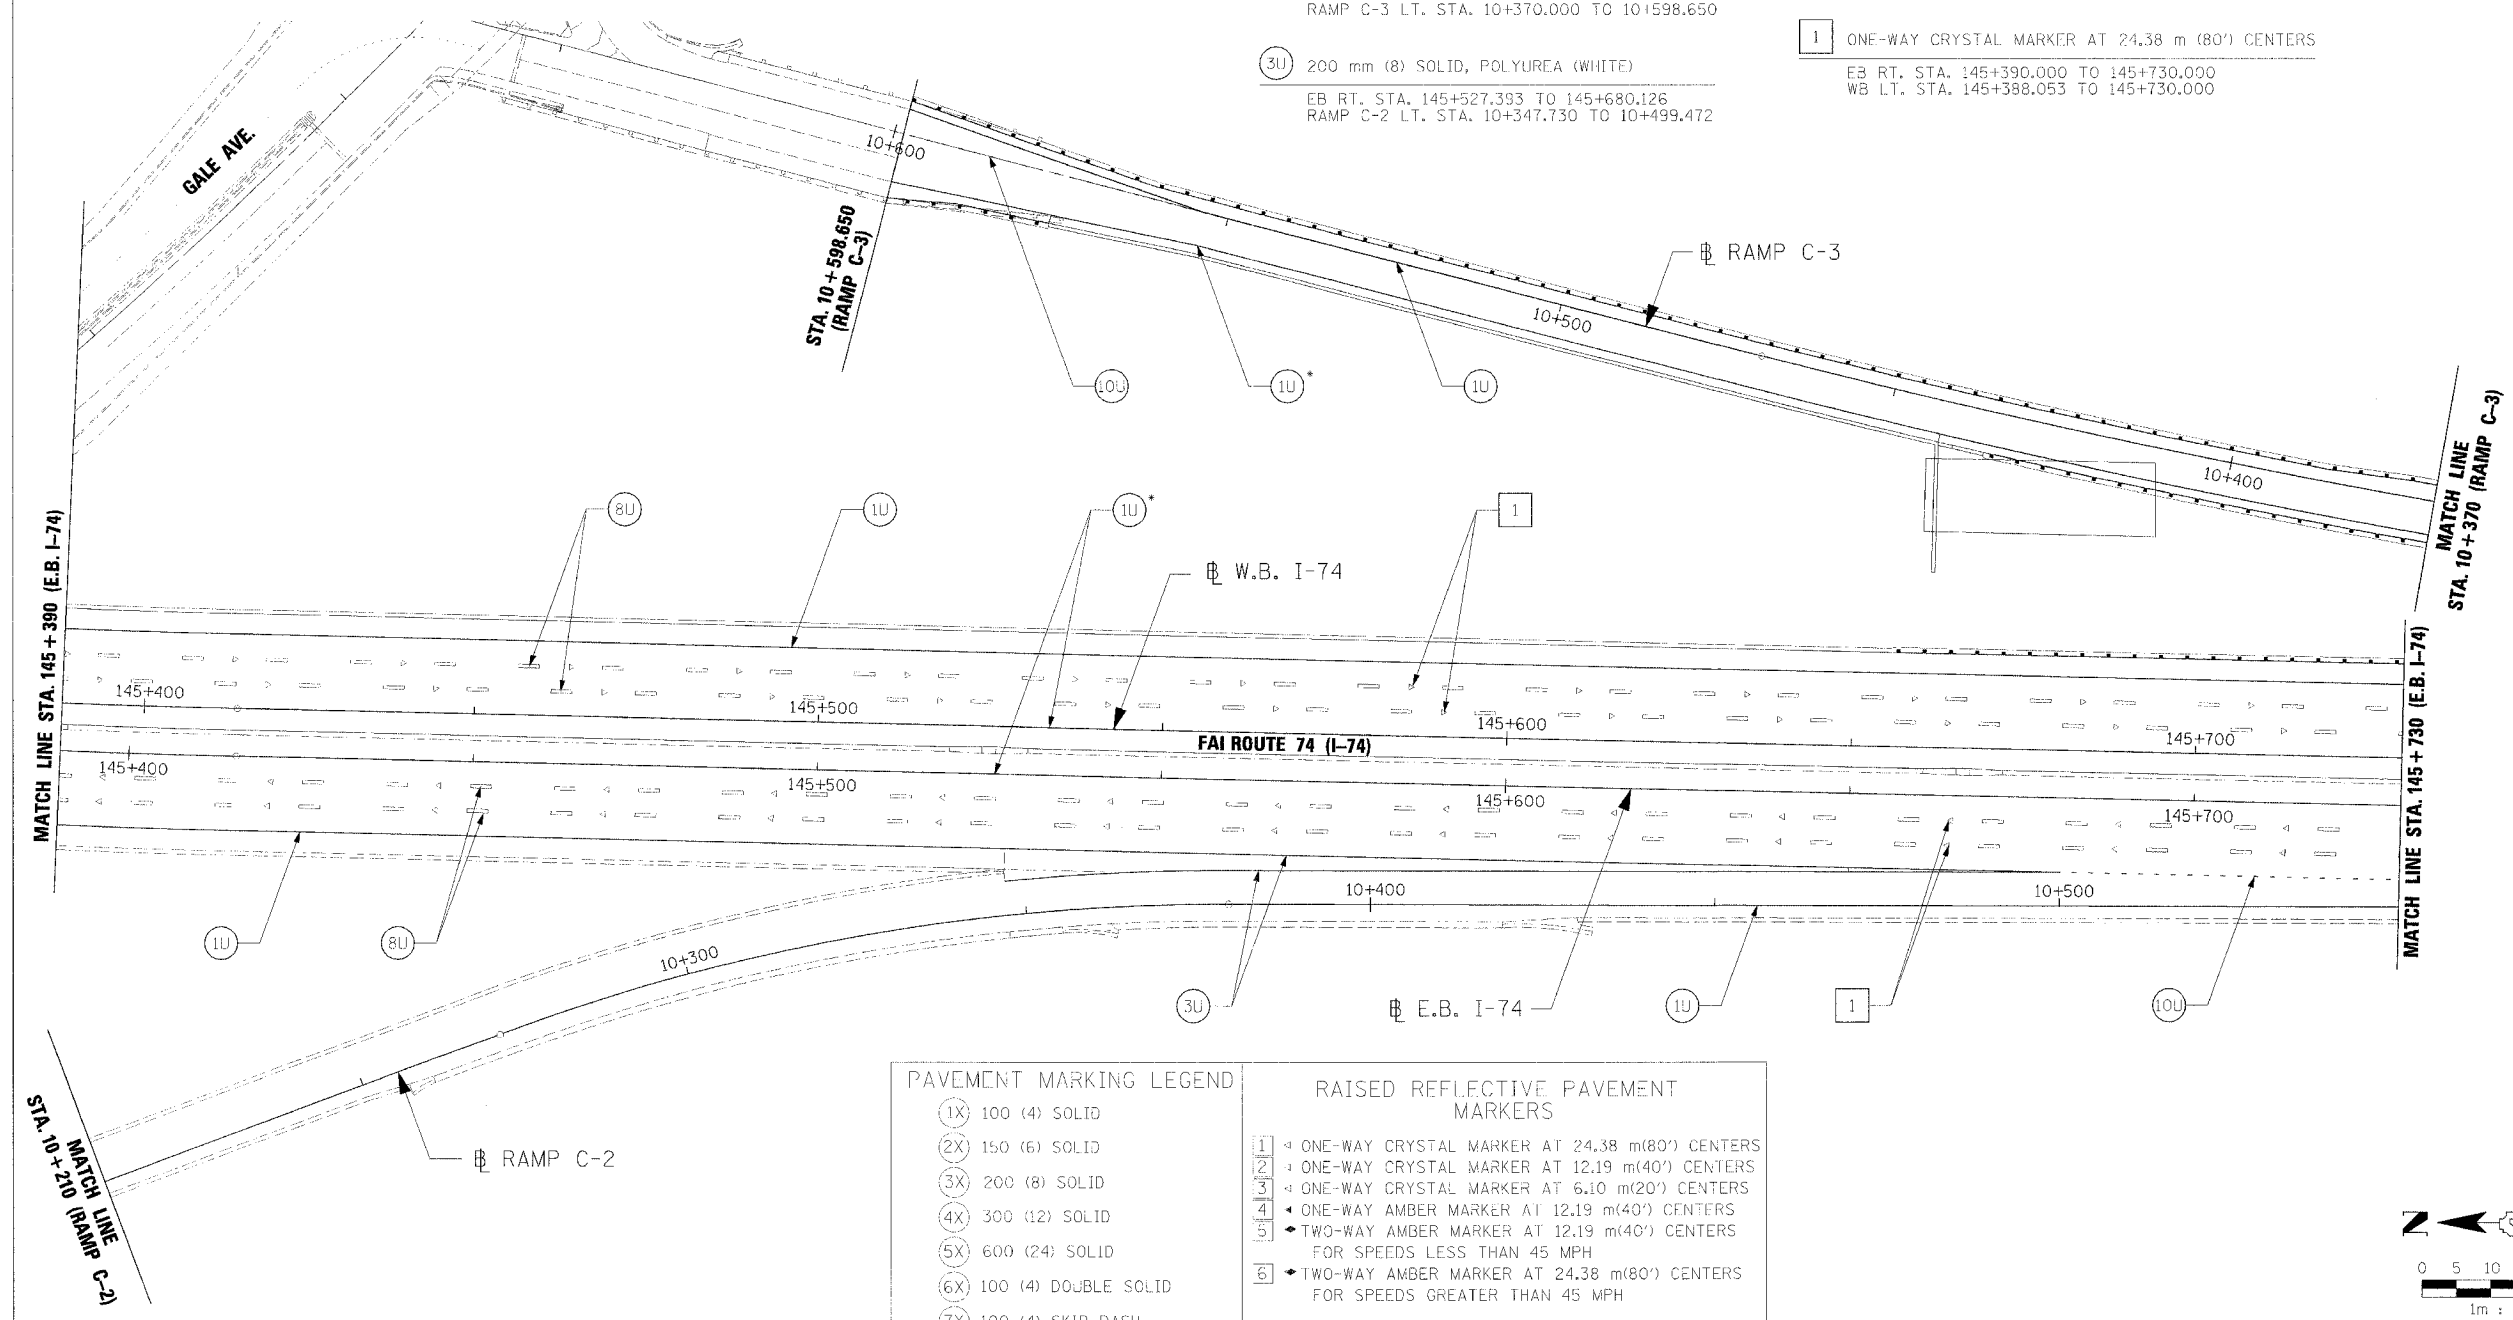 RAMP C-3 LT. STA. 10+370.000 TO 10+598.650
3U 200 mm (8) SOLID, POLYUREA (WHITE)
EB RT. STA. 145+527.393 TO 145+680.126
RAMP C-2 LT. STA. 10+347.730 TO 10+499.472
1 ONE-WAY CRYSTAL MARKER AT 24.38 m (80') CENTERS
EB RT. STA. 145+390.000 TO 145+730.000
WB LT. STA. 145+388.053 TO 145+730.000
GALE AVE.
10+600
STA. 10+598.650
(RAMP C-3)
℄ RAMP C-3
10+500
10U
1U*
1U
10+400
MATCH LINE
STA. 10+370 (RAMP C-3)
MATCH LINE STA. 145+390 (E.B. I-74)
8U
1U
1U*
1
℄ W.B. I-74
145+400
145+500
145+600
145+700
FAI ROUTE 74 (I-74)
145+400
145+500
145+600
145+700
MATCH LINE STA. 145+730 (E.B. I-74)
10+400
10+500
1U
8U
10+300
3U
℄ E.B. I-74
1U
1
10U
MATCH LINE
STA. 10+210 (RAMP C-2)
℄ RAMP C-2
PAVEMENT MARKING LEGEND
1X 100 (4) SOLID
2X 150 (6) SOLID
3X 200 (8) SOLID
4X 300 (12) SOLID
5X 600 (24) SOLID
6X 100 (4) DOUBLE SOLID
7X 100 (4) SKIP DASH
RAISED REFLECTIVE PAVEMENT
MARKERS
1 ONE-WAY CRYSTAL MARKER AT 24.38 m(80') CENTERS
2 ONE-WAY CRYSTAL MARKER AT 12.19 m(40') CENTERS
3 ONE-WAY CRYSTAL MARKER AT 6.10 m(20') CENTERS
4 ONE-WAY AMBER MARKER AT 12.19 m(40') CENTERS
5 TWO-WAY AMBER MARKER AT 12.19 m(40') CENTERS
FOR SPEEDS LESS THAN 45 MPH
6 TWO-WAY AMBER MARKER AT 24.38 m(80') CENTERS
FOR SPEEDS GREATER THAN 45 MPH
Z
0 5 10
1m :